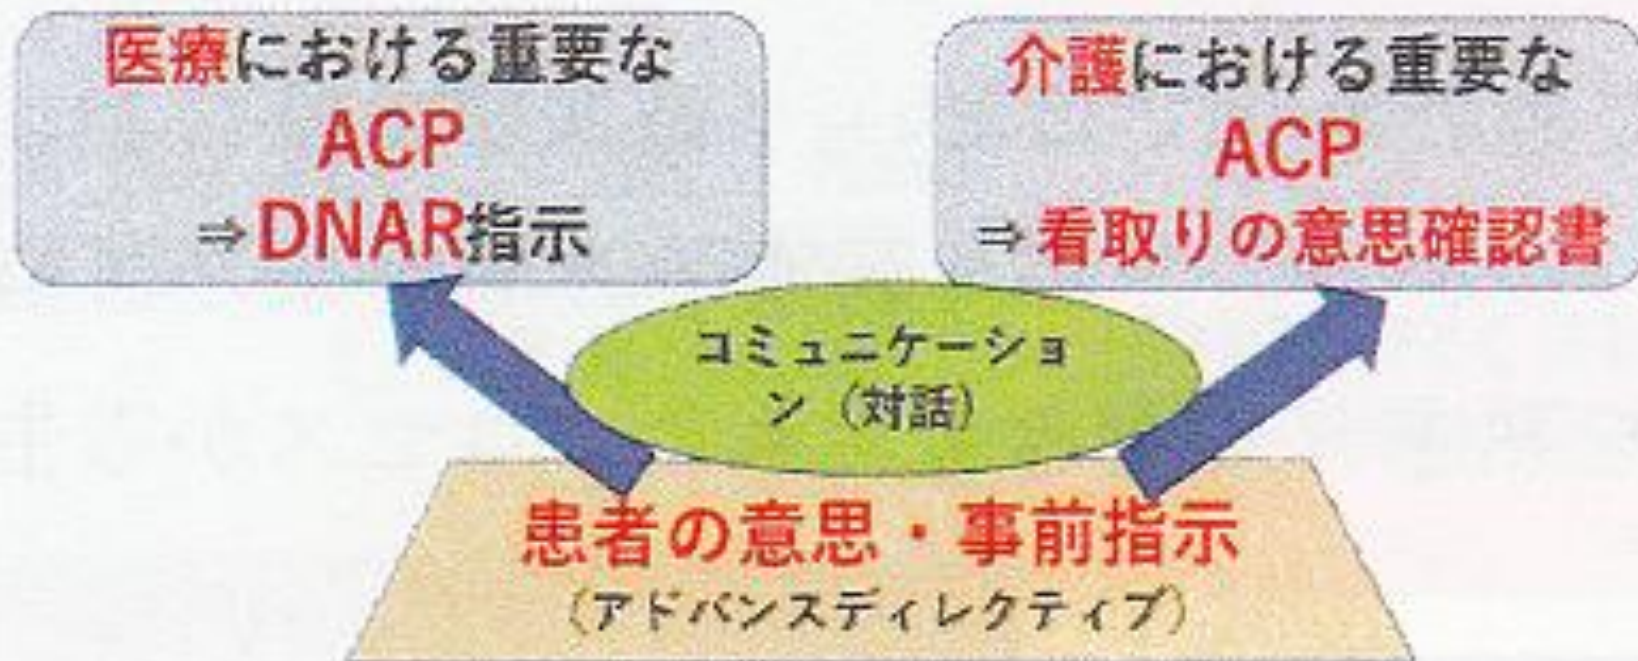 医療における重要な
ACP
⇒DNAR指示
介護における重要な
ACP
⇒看取りの意思確認書
コミュニケーショ
ン（対話）
患者の意思・事前指示
（アドバンスディレクティブ）